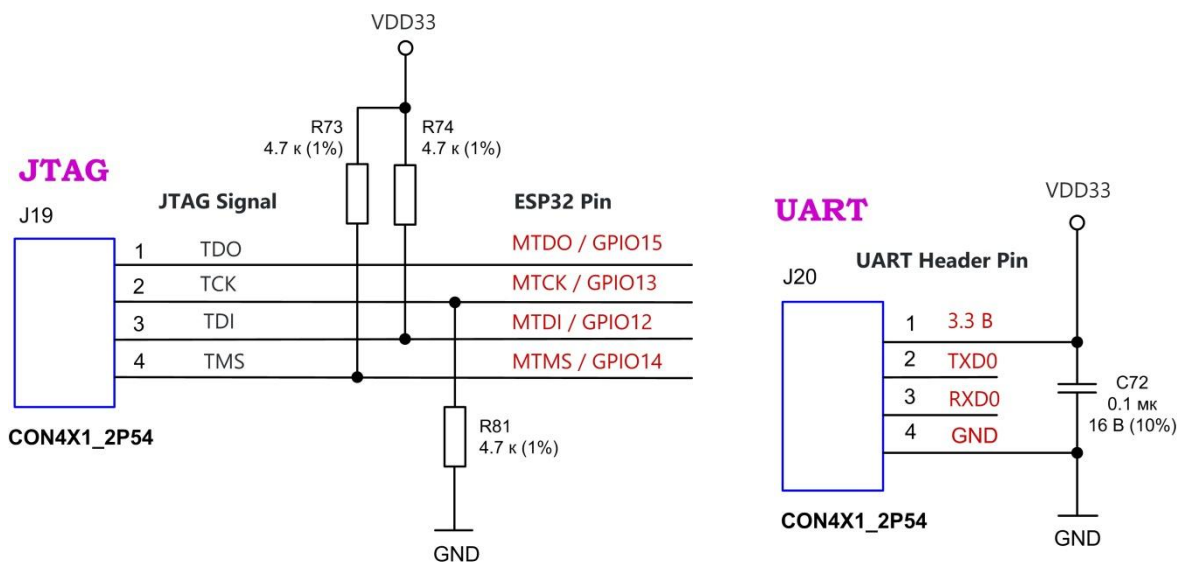 VDD33
R73
4.7 к (1%)
R74
4.7 к (1%)
JTAG
J19
JTAG Signal
ESP32 Pin
1 TDO MTDO / GPIO15
2 TCK MTCK / GPIO13
3 TDI MTDI / GPIO12
4 TMS MTMS / GPIO14
CON4X1_2P54
R81
4.7 к (1%)
GND
VDD33
UART
UART Header Pin
J20
1 3.3 В
2 TXD0
3 RXD0
4 GND
C72
0.1 мк
16 В (10%)
CON4X1_2P54
GND